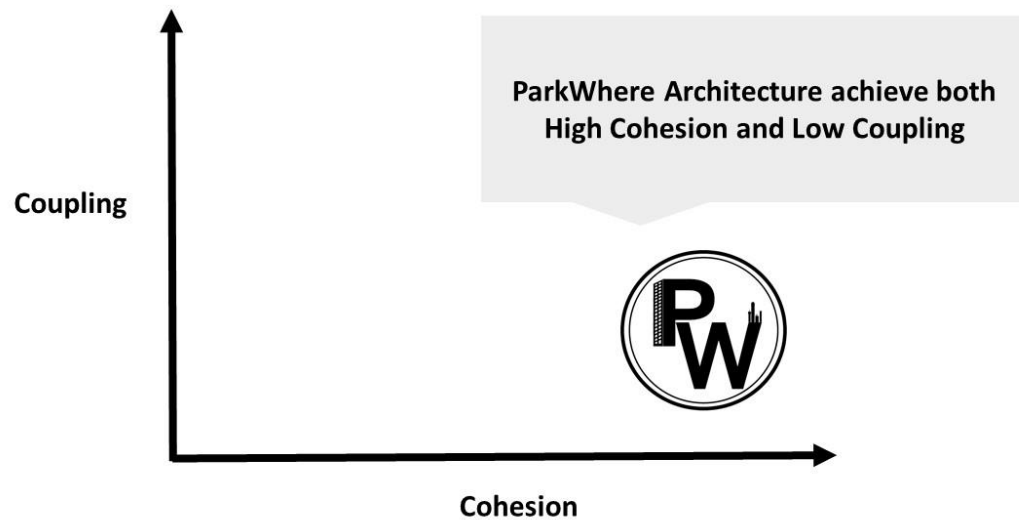 ParkWhere Architecture achieve both
High Cohesion and Low Coupling
Coupling
PW
Cohesion